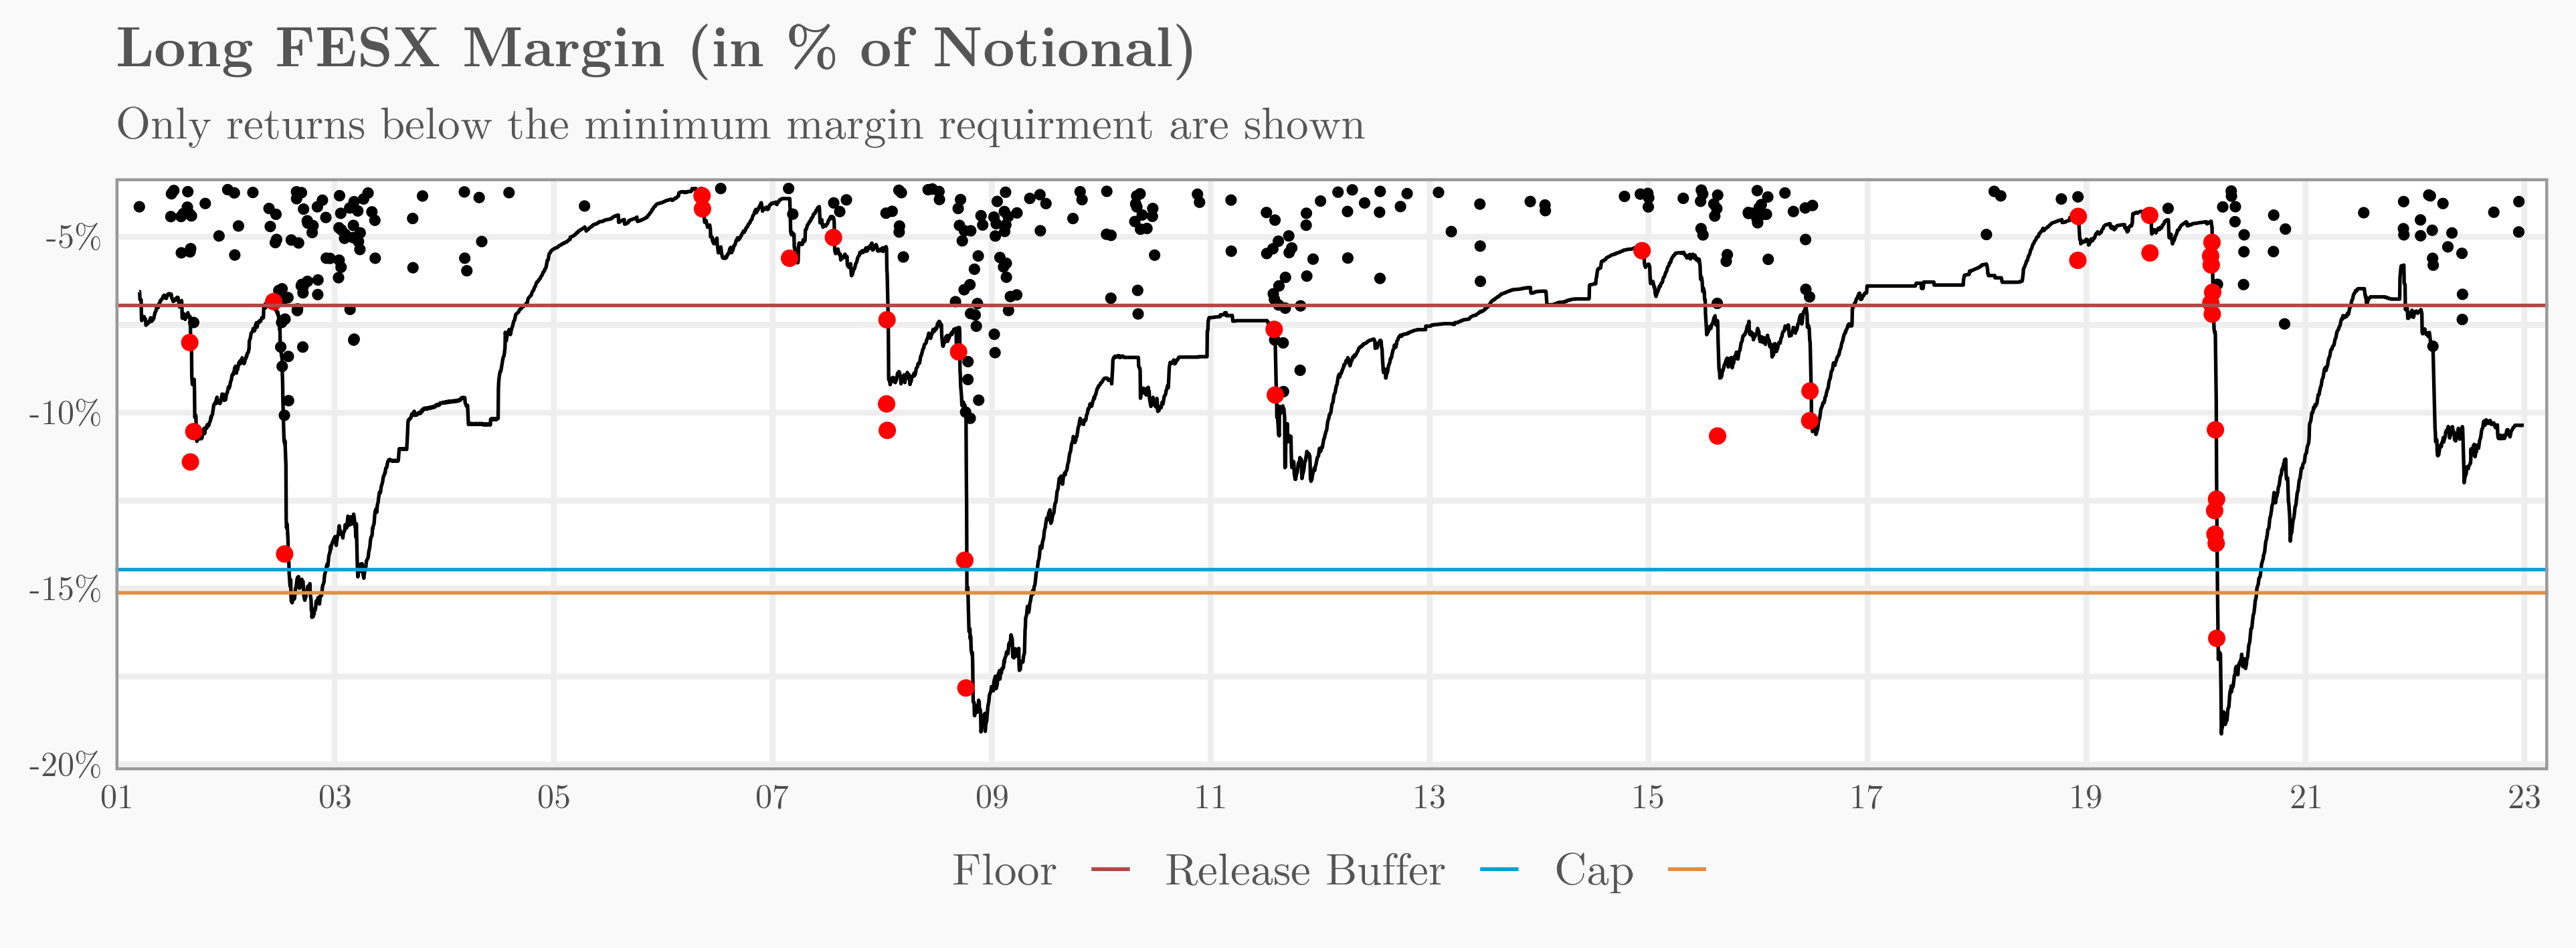 Long FESX Margin (in % of Notional)
Only returns below the minimum margin requirment are shown
-5%
-10%
-15%
-20%
01 03 05 07 09 11 13 15 17 19 21 23
Floor Release Buffer Cap